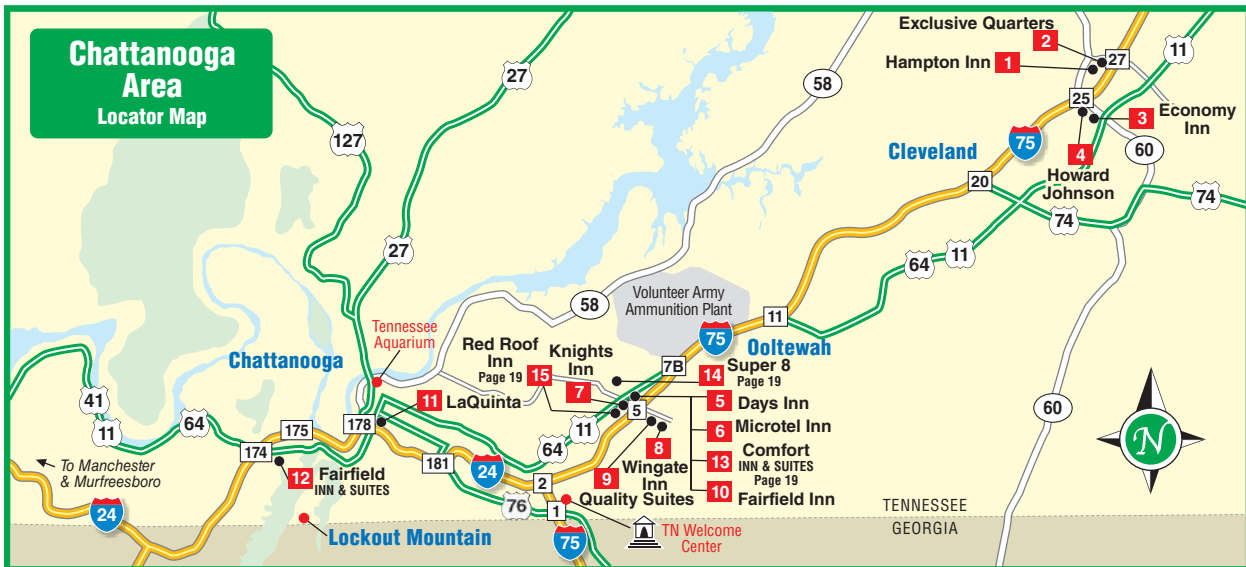 Chattanooga
Area
Locator Map
127
27
27
58
58
Exclusive Quarters
2
Hampton Inn 1
27
11
25
3 Economy
Inn
75
4
Howard
Johnson
60
Cleveland
20
74
74
64
11
60
Volunteer Army
Ammunition Plant
75
11
Ooltewah
7B
Tennessee
Aquarium
Chattanooga
Red Roof
Inn
Page 19
15
Knights
Inn
7
14 Super 8
Page 19
5 Days Inn
6 Microtel Inn
13 Comfort
INN & SUITES
Page 19
10 Fairfield Inn
5
8
Wingate
Inn
9
Quality Suites
11
64
11 LaQuinta
178
175
174
181
24
2
76
1
75
41
11
64
12 Fairfield
INN & SUITES
To Manchester
& Murfreesboro
24
Lockout Mountain
TN Welcome
Center
TENNESSEE
GEORGIA
N